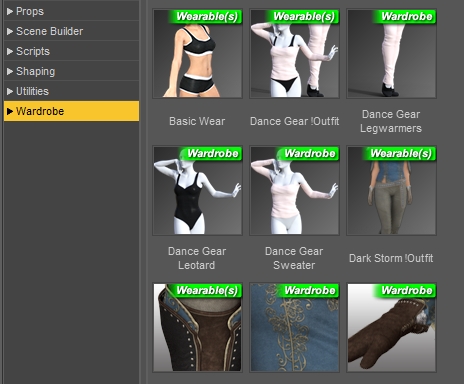 Props
Scene Builder
Scripts
Shaping
Utilities
Wardrobe
Wearable(s)
Wearable(s)
Wardrobe
Basic Wear
Dance Gear !Outfit
Dance Gear
Legwarmers
Wardrobe
Wardrobe
Wearable(s)
Dance Gear
Leotard
Dance Gear
Sweater
Dark Storm !Outfit
Wearable(s)
Wardrobe
Wardrobe